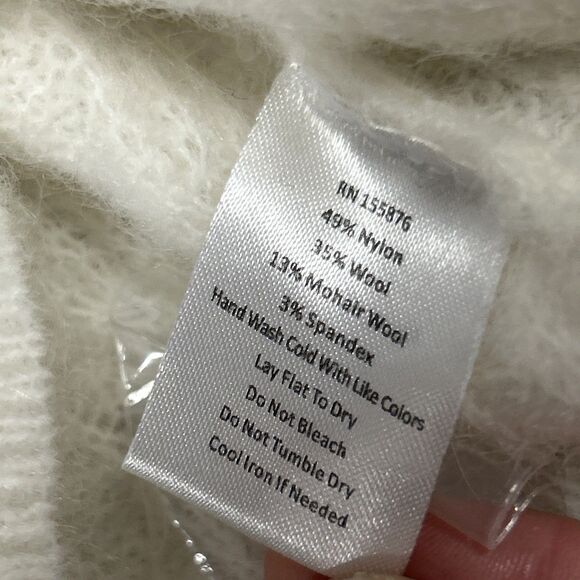 RN 155876
49% Nylon
35% Wool
13% Mohair Wool
3% Spandex
Hand Wash Cold With Like Colors
Lay Flat To Dry
Do Not Bleach
Do Not Tumble Dry
Cool Iron If Needed